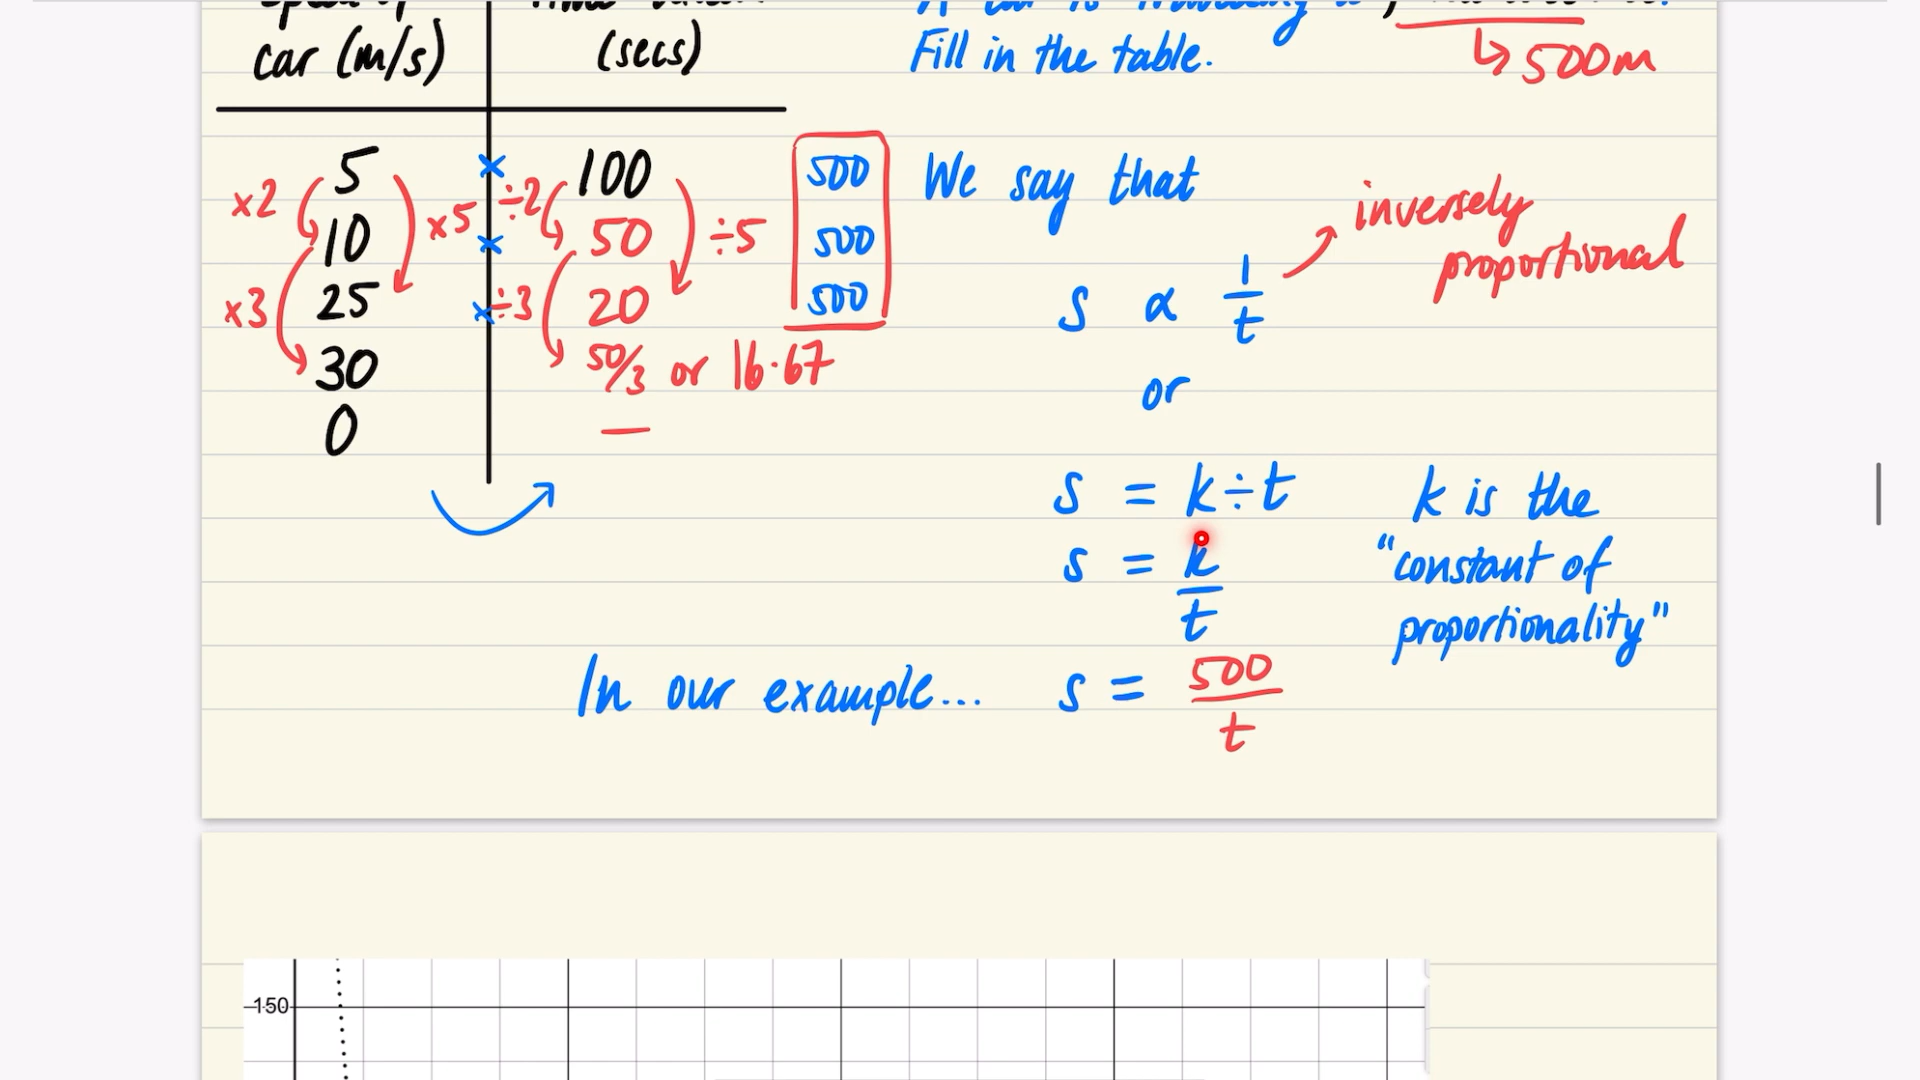 car (m/s)
(secs)
Fill in the table.
↳ 500m
5 × 100 500
×2 ÷2
10 × 50 500
×5 ÷5
25 × 20 500
×3 ÷3
30 50/3 or 16.67
0 —
We say that
s ∝ 1/t
inversely
proportional
or
s = k ÷ t
s = k/t
k is the
"constant of
proportionality"
In our example... s = 500/t
150